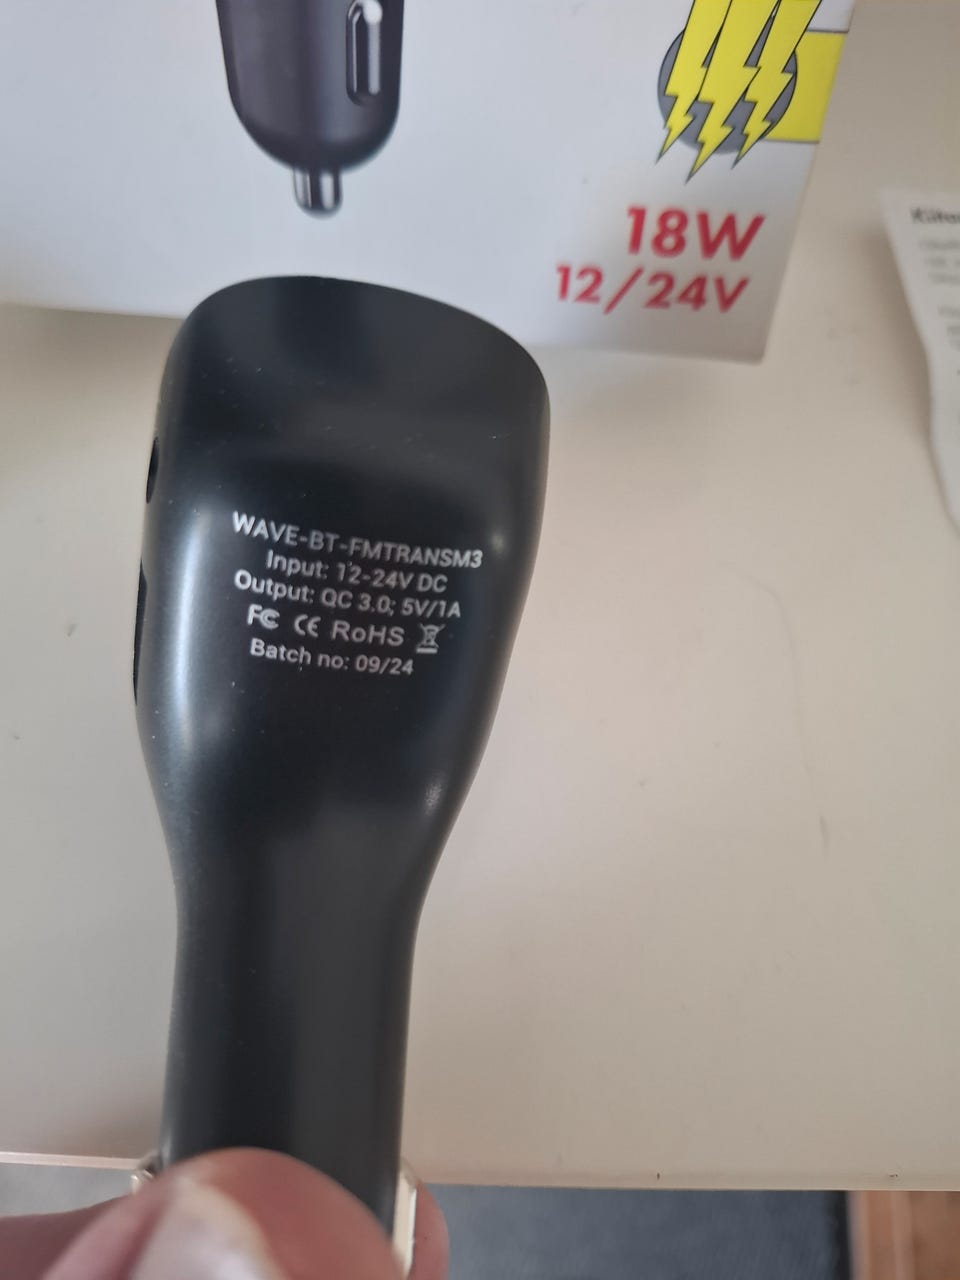 18W
12/24V
WAVE-BT-FMTRANSM3
Input: 12-24V DC
Output: QC 3.0; 5V/1A
FC CE RoHS
Batch no: 09/24